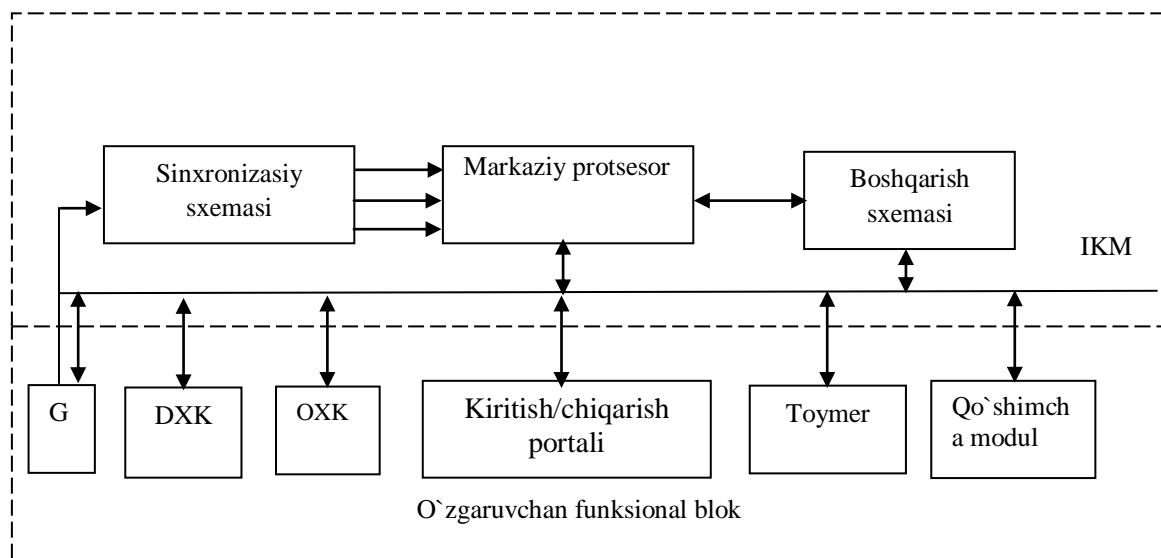 Sinxronizasiy
sxemasi
Markaziy protsesor
Boshqarish
sxemasi
IKM
G
DXK
OXK
Kiritish/chiqarish
portali
Toymer
Qo`shimch
a modul
O`zgaruvchan funksional blok